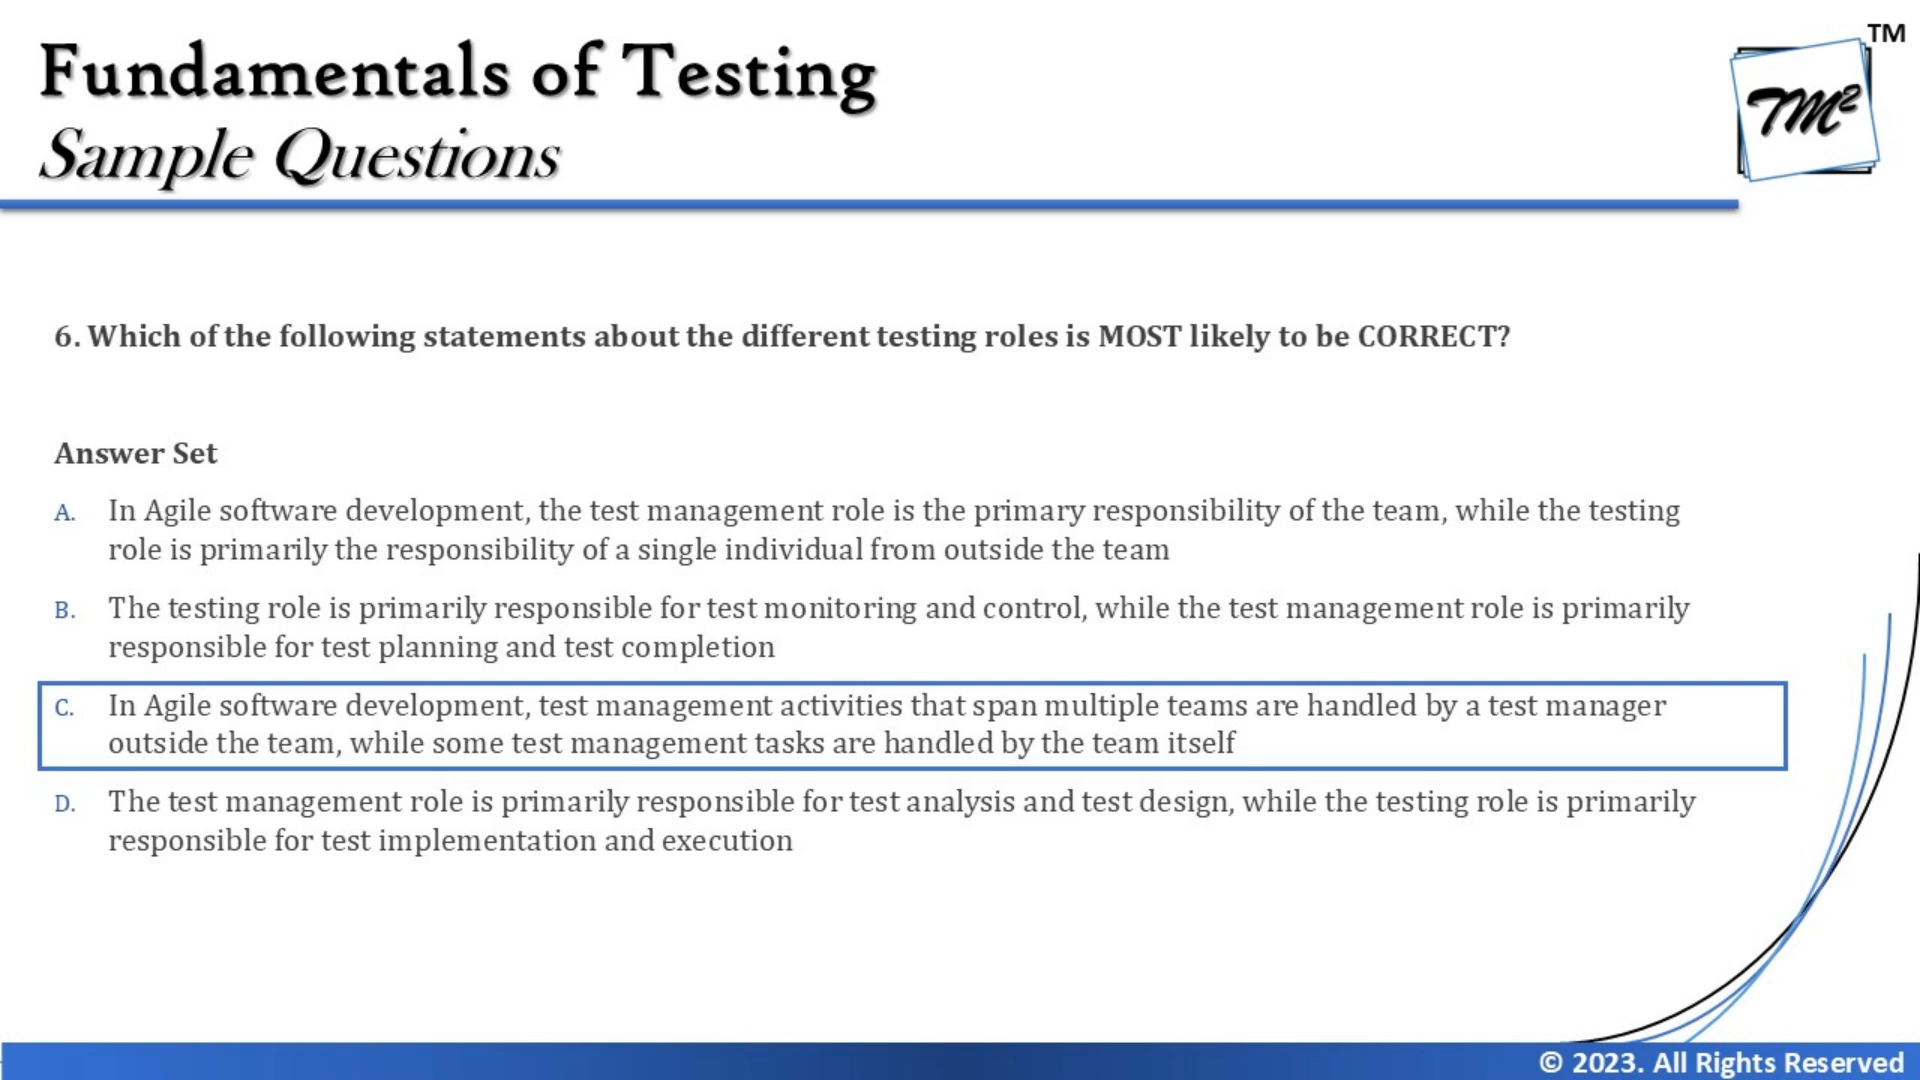 Fundamentals of Testing
Sample Questions
TM
TM²
6. Which of the following statements about the different testing roles is MOST likely to be CORRECT?
Answer Set
A. In Agile software development, the test management role is the primary responsibility of the team, while the testing
role is primarily the responsibility of a single individual from outside the team
B. The testing role is primarily responsible for test monitoring and control, while the test management role is primarily
responsible for test planning and test completion
C. In Agile software development, test management activities that span multiple teams are handled by a test manager
outside the team, while some test management tasks are handled by the team itself
D. The test management role is primarily responsible for test analysis and test design, while the testing role is primarily
responsible for test implementation and execution
© 2023. All Rights Reserved